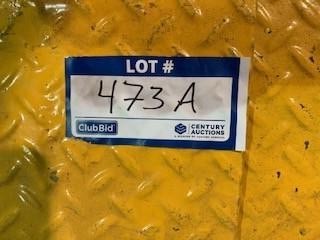 LOT #
473 A
ClubBid
CENTURY
AUCTIONS